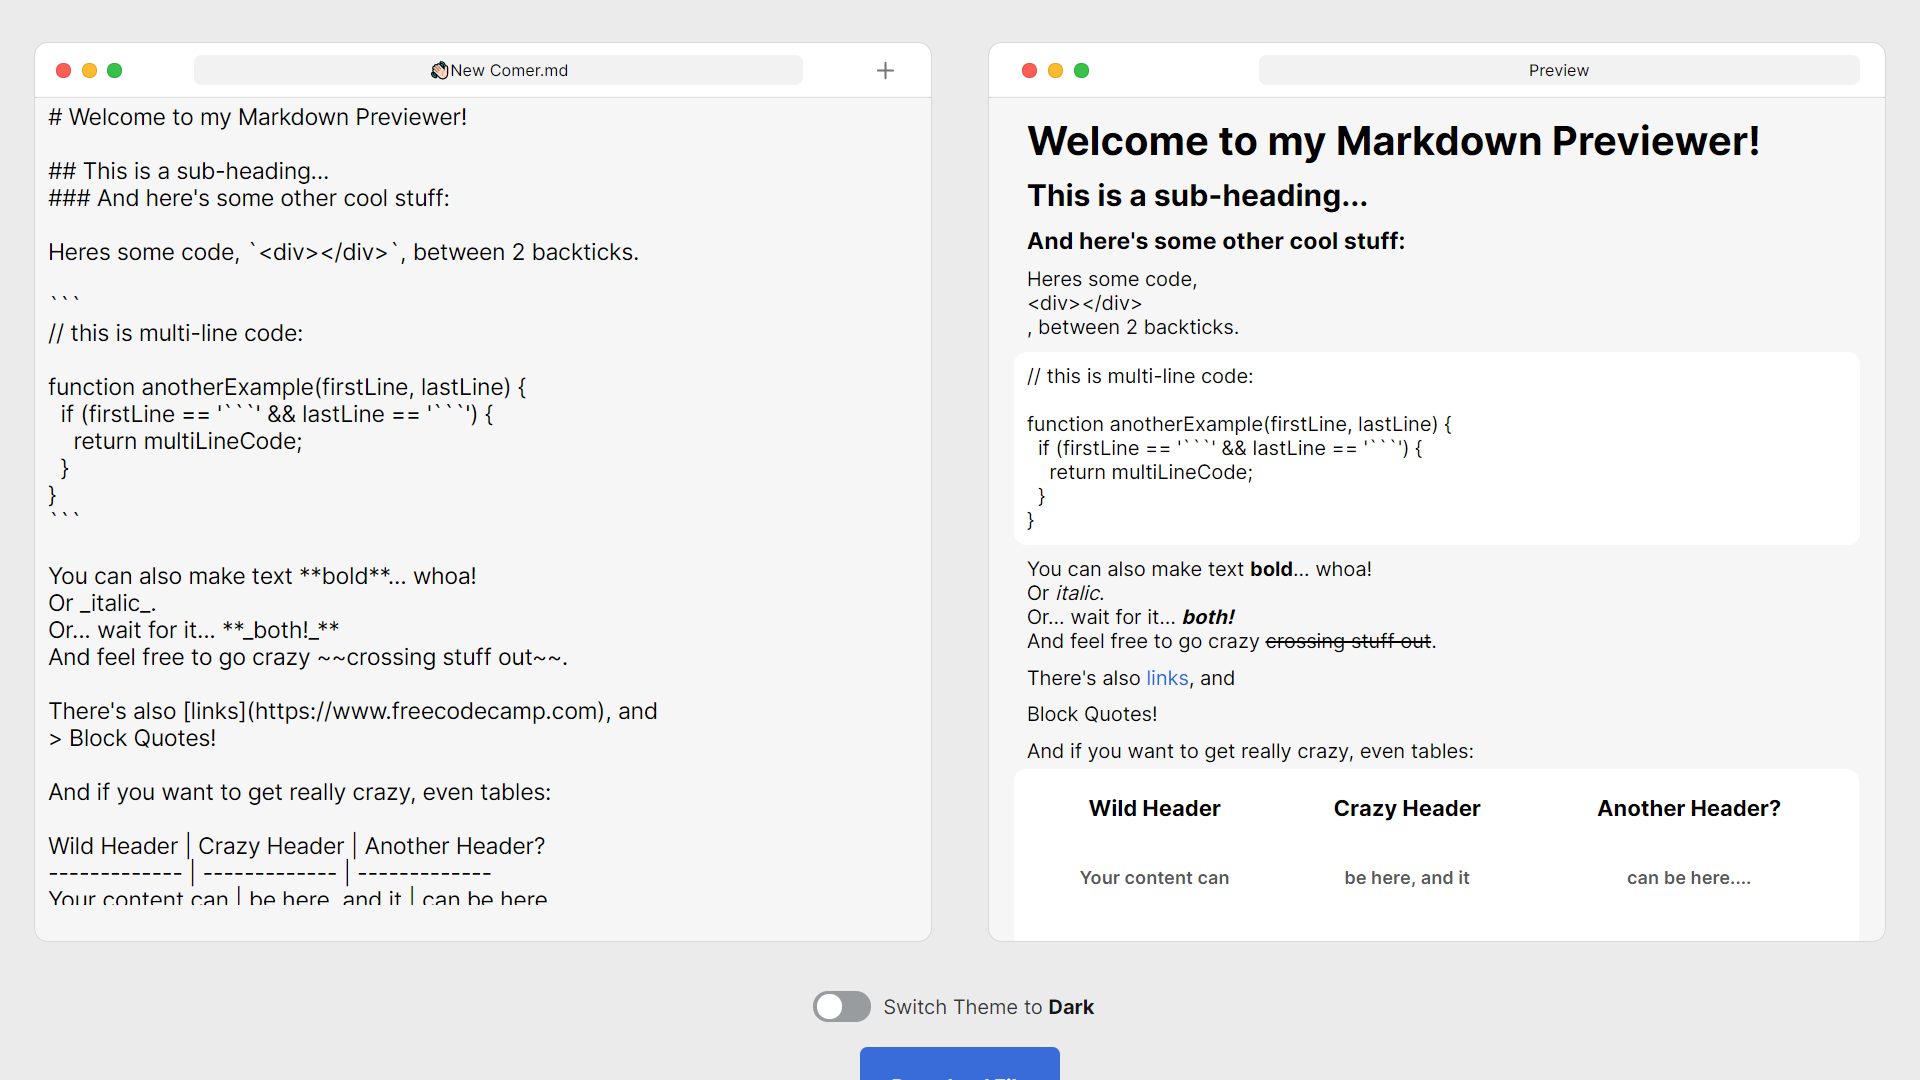 New Comer.md
# Welcome to my Markdown Previewer!
## This is a sub-heading...
### And here's some other cool stuff:
Heres some code, `<div></div>`, between 2 backticks.
```
// this is multi-line code:
function anotherExample(firstLine, lastLine) {
if (firstLine == '```' && lastLine == '```') {
return multiLineCode;
}
}
```
You can also make text **bold**... whoa!
Or _italic_.
Or... wait for it... **_both!_**
And feel free to go crazy ~~crossing stuff out~~.
There's also [links](https://www.freecodecamp.com), and
> Block Quotes!
And if you want to get really crazy, even tables:
Wild Header | Crazy Header | Another Header?
------------- | ------------- | -------------
Your content can | be here, and it | can be here
Preview
Welcome to my Markdown Previewer!
This is a sub-heading...
And here's some other cool stuff:
Heres some code,
<div></div>
, between 2 backticks.
// this is multi-line code:
function anotherExample(firstLine, lastLine) {
if (firstLine == '```' && lastLine == '```') {
return multiLineCode;
}
}
You can also make text bold... whoa!
Or italic.
Or... wait for it... both!
And feel free to go crazy crossing stuff out.
There's also links, and
Block Quotes!
And if you want to get really crazy, even tables:
Wild Header Crazy Header Another Header?
Your content can be here, and it can be here....
Switch Theme to Dark